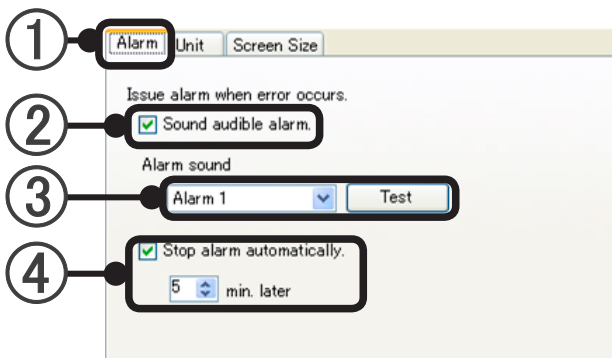 ① Alarm Unit Screen Size
Issue alarm when error occurs.
② Sound audible alarm.
Alarm sound
③ Alarm 1 Test
④ Stop alarm automatically.
5 min. later